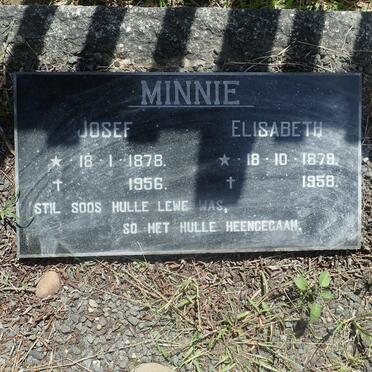 MINNIE
JOSEF ELISABETH
★ 18·1·1878. ★ 18·10·1878.
✝ 1956. ✝ 1958.
STIL SOOS HULLE LEWE WAS,
SO HET HULLE HEENGEGAAN.